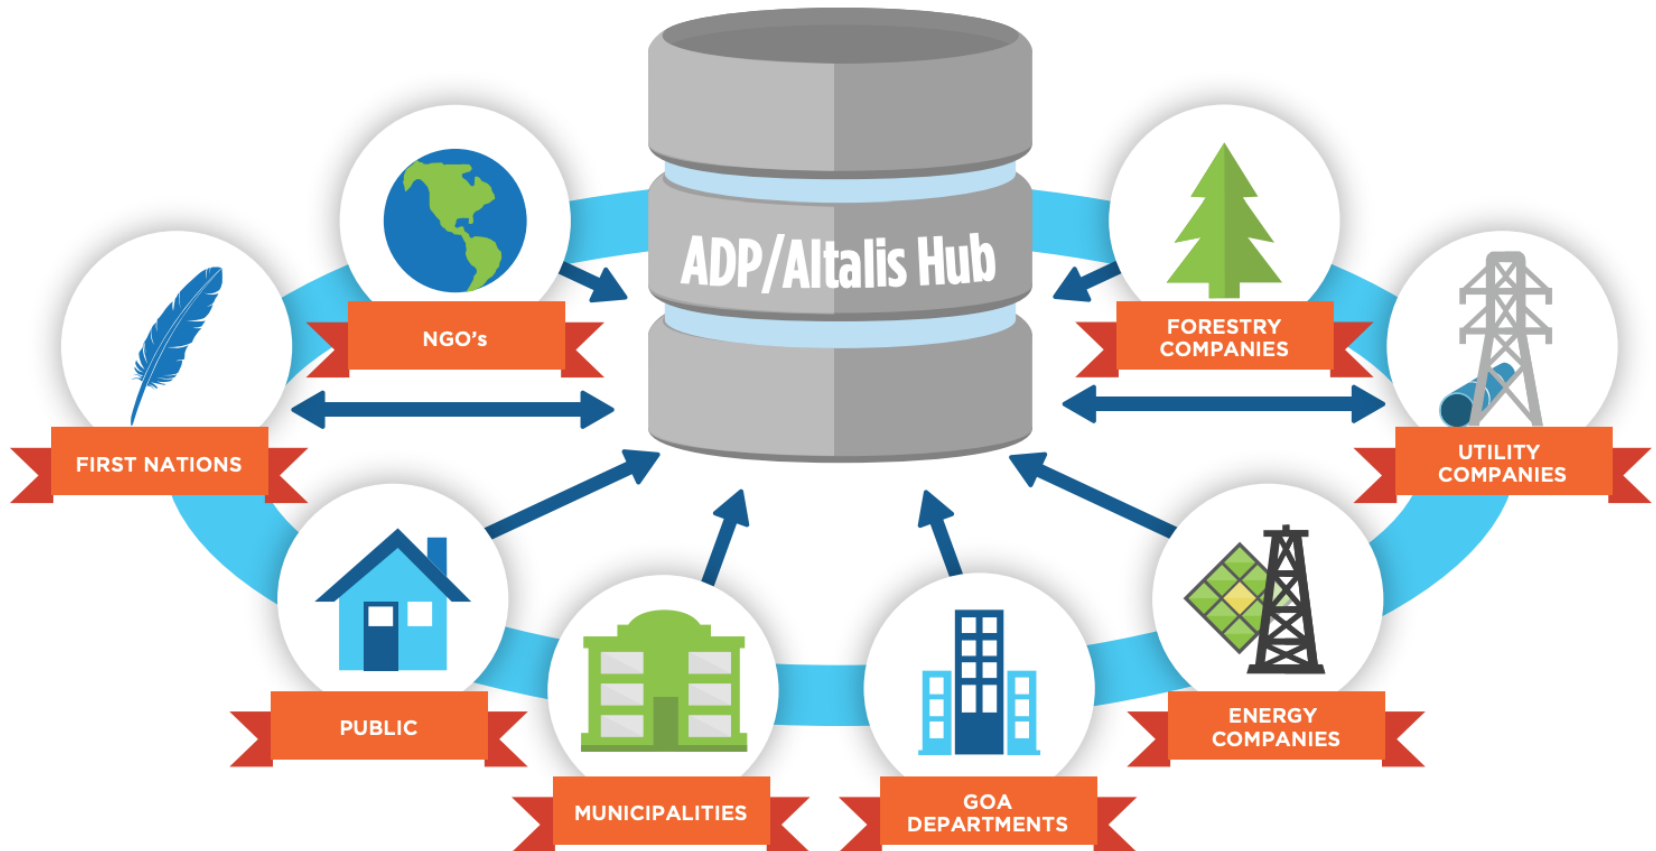 ADP/Altalis Hub
NGO's
FORESTRY
COMPANIES
FIRST NATIONS
UTILITY
COMPANIES
PUBLIC
ENERGY
COMPANIES
MUNICIPALITIES
GOA
DEPARTMENTS